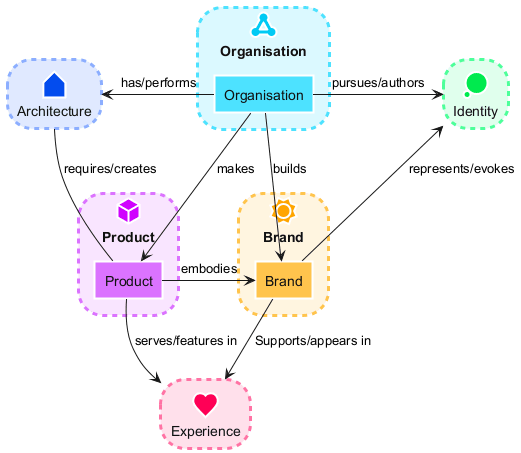 Organisation
has/performs
Organisation
pursues/authors
Architecture
Identity
requires/creates
makes
builds
represents/evokes
Product
Brand
embodies
Product
Brand
serves/features in
Supports/appears in
Experience